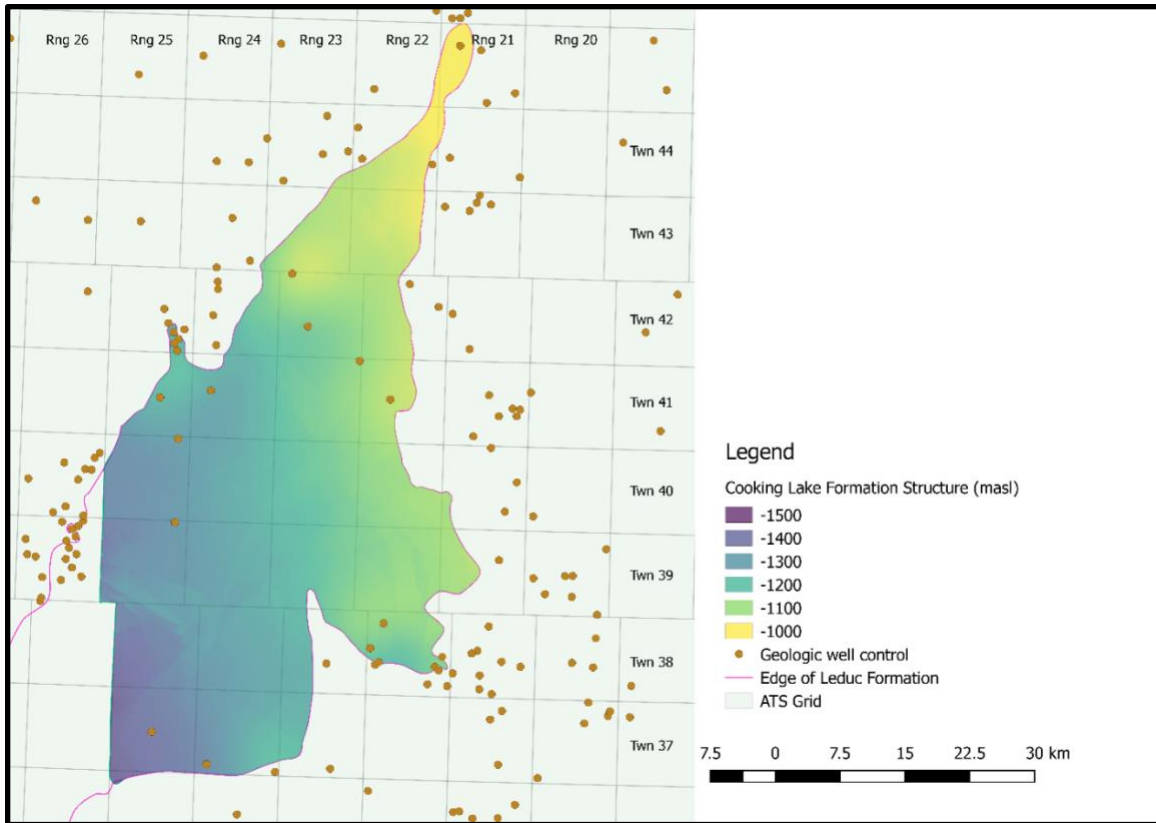 Rng 26 Rng 25 Rng 24 Rng 23 Rng 22 Rng 21 Rng 20
Twn 44
Twn 43
Twn 42
Twn 41
Twn 40
Twn 39
Twn 38
Twn 37
Legend
Cooking Lake Formation Structure (masl)
-1500
-1400
-1300
-1200
-1100
-1000
Geologic well control
Edge of Leduc Formation
ATS Grid
7.5 0 7.5 15 22.5 30 km